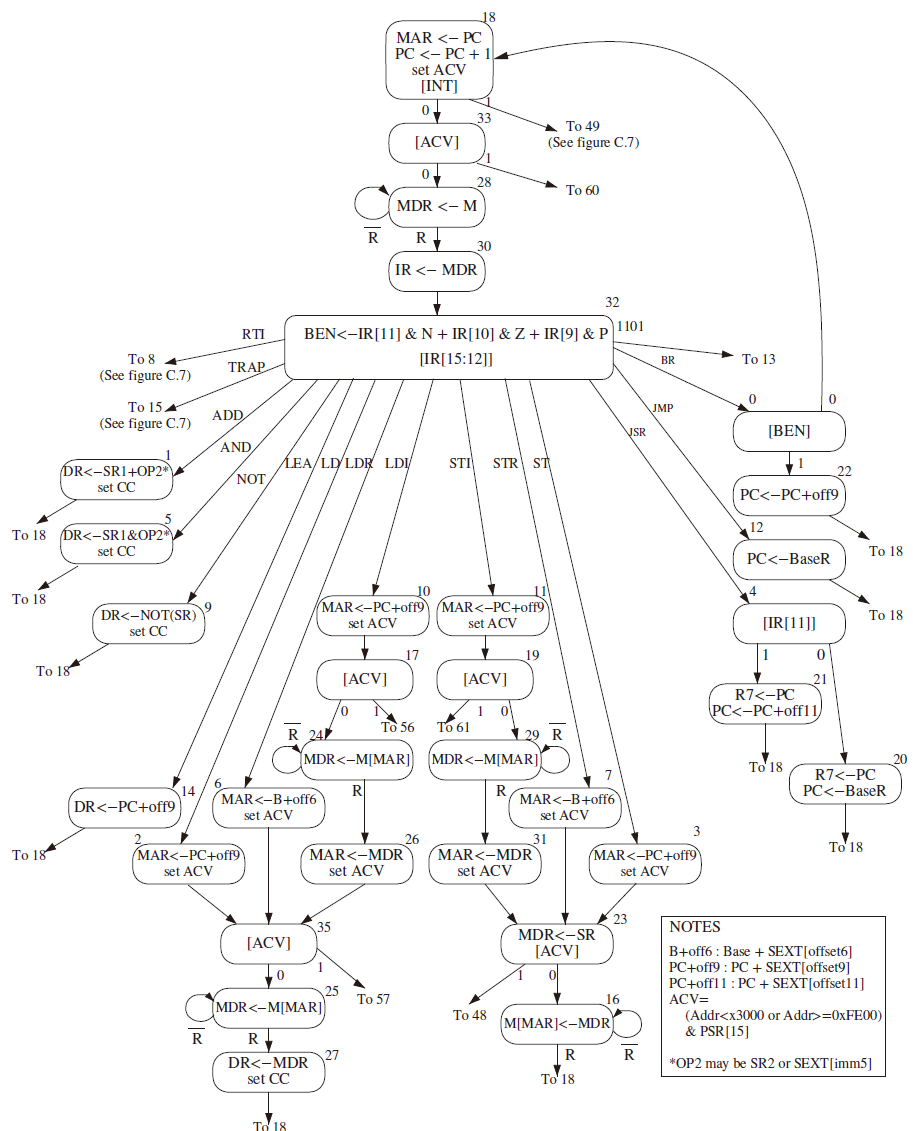 18
MAR <– PC
PC <– PC + 1
set ACV
[INT]
0
1
To 49
(See figure C.7)
33
[ACV]
0
1
To 60
28
MDR <– M
R
R
30
IR <– MDR
32
BEN<–IR[11] & N + IR[10] & Z + IR[9] & P
[IR[15:12]]
1101
To 13
RTI
To 8
(See figure C.7)
TRAP
To 15
(See figure C.7)
BR
JMP
JSR
ADD
AND
NOT
LEA
LD
LDR
LDI
STI
STR
ST
0
0
[BEN]
1
22
PC<–PC+off9
To 18
12
PC<–BaseR
To 18
4
[IR[11]]
1
0
21
R7<–PC
PC<–PC+off11
To 18
20
R7<–PC
PC<–BaseR
To 18
1
DR<–SR1+OP2*
set CC
To 18
5
DR<–SR1&OP2*
set CC
To 18
9
DR<–NOT(SR)
set CC
To 18
10
MAR<–PC+off9
set ACV
11
MAR<–PC+off9
set ACV
17
[ACV]
0
1
To 56
19
[ACV]
1
0
To 61
R
24
MDR<–M[MAR]
R
29
MDR<–M[MAR]
R
R
14
DR<–PC+off9
To 18
6
MAR<–B+off6
set ACV
7
MAR<–B+off6
set ACV
2
MAR<–PC+off9
set ACV
26
MAR<–MDR
set ACV
31
MAR<–MDR
set ACV
3
MAR<–PC+off9
set ACV
35
[ACV]
0
1
To 57
25
MDR<–M[MAR]
R
R
27
DR<–MDR
set CC
To 18
23
MDR<–SR
[ACV]
1
0
To 48
16
M[MAR]<–MDR
R
R
To 18
NOTES
B+off6 : Base + SEXT[offset6]
PC+off9 : PC + SEXT[offset9]
PC+off11 : PC + SEXT[offset11]
ACV=
(Addr<x3000 or Addr>=0xFE00)
& PSR[15]
*OP2 may be SR2 or SEXT[imm5]